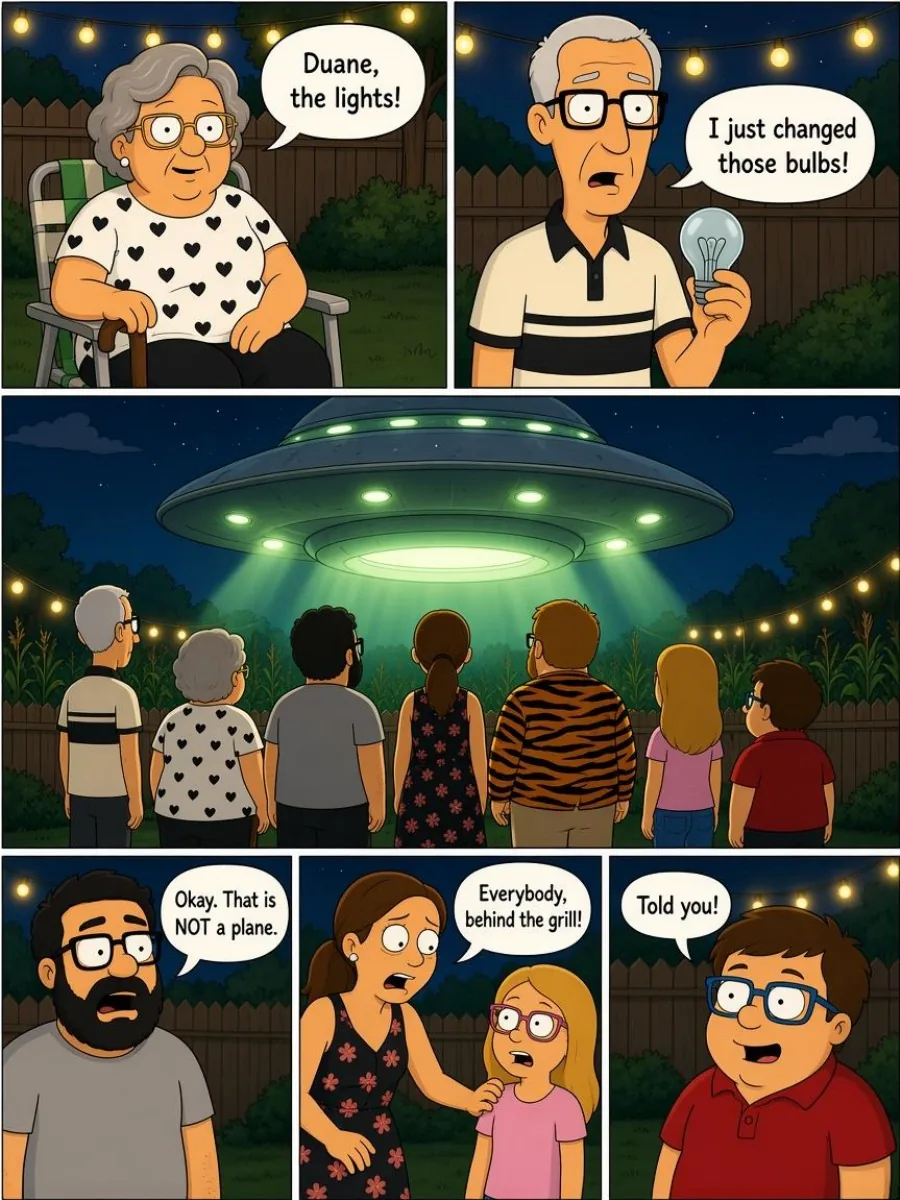 Duane,
the lights!
I just changed
those bulbs!
Okay. That is
NOT a plane.
Everybody,
behind the grill!
Told you!